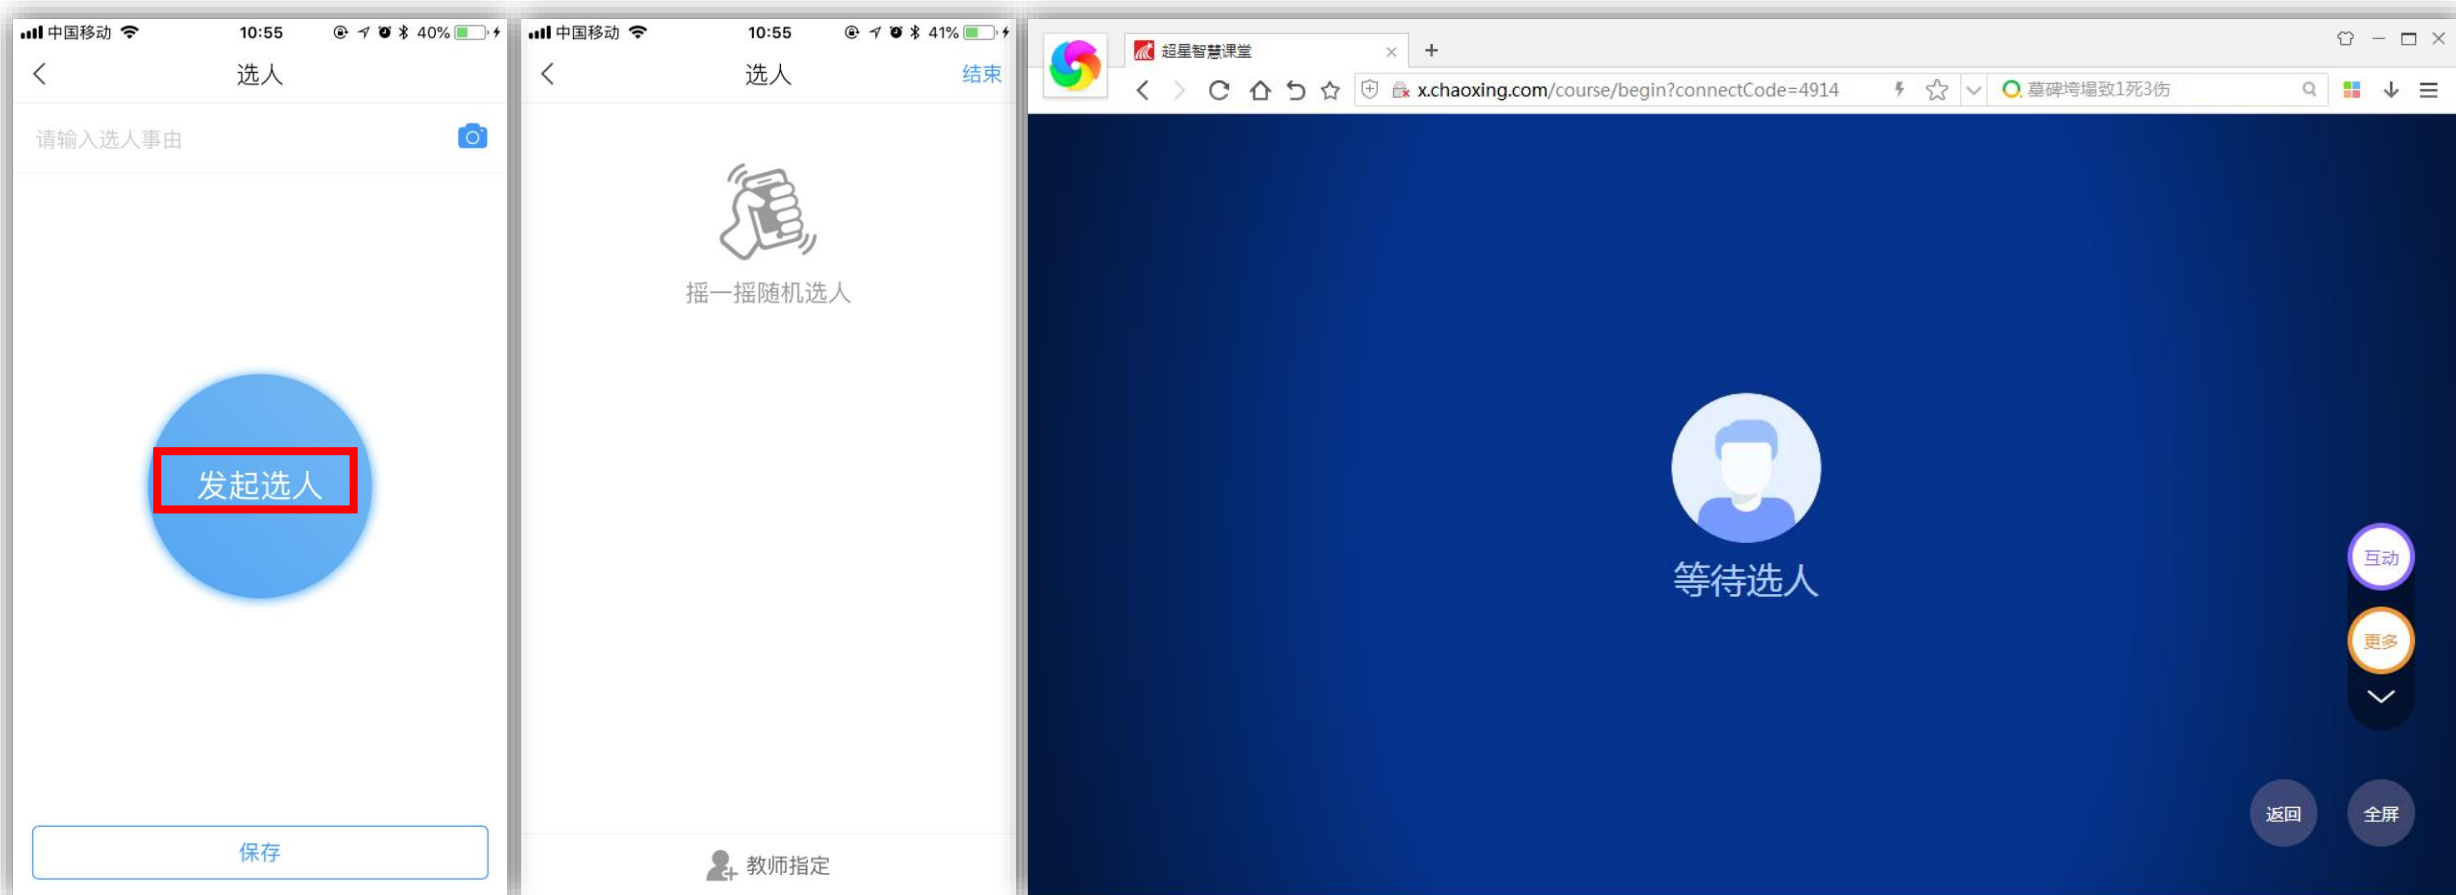 中国移动 10:55 40%
选人
请输入选人事由
发起选人
保存
中国移动 10:55 41%
选人 结束
摇一摇随机选人
教师指定
超星智慧课堂
x.chaoxing.com/course/begin?connectCode=4914 墓碑垮塌致1死3伤
等待选人
互动
更多
返回 全屏